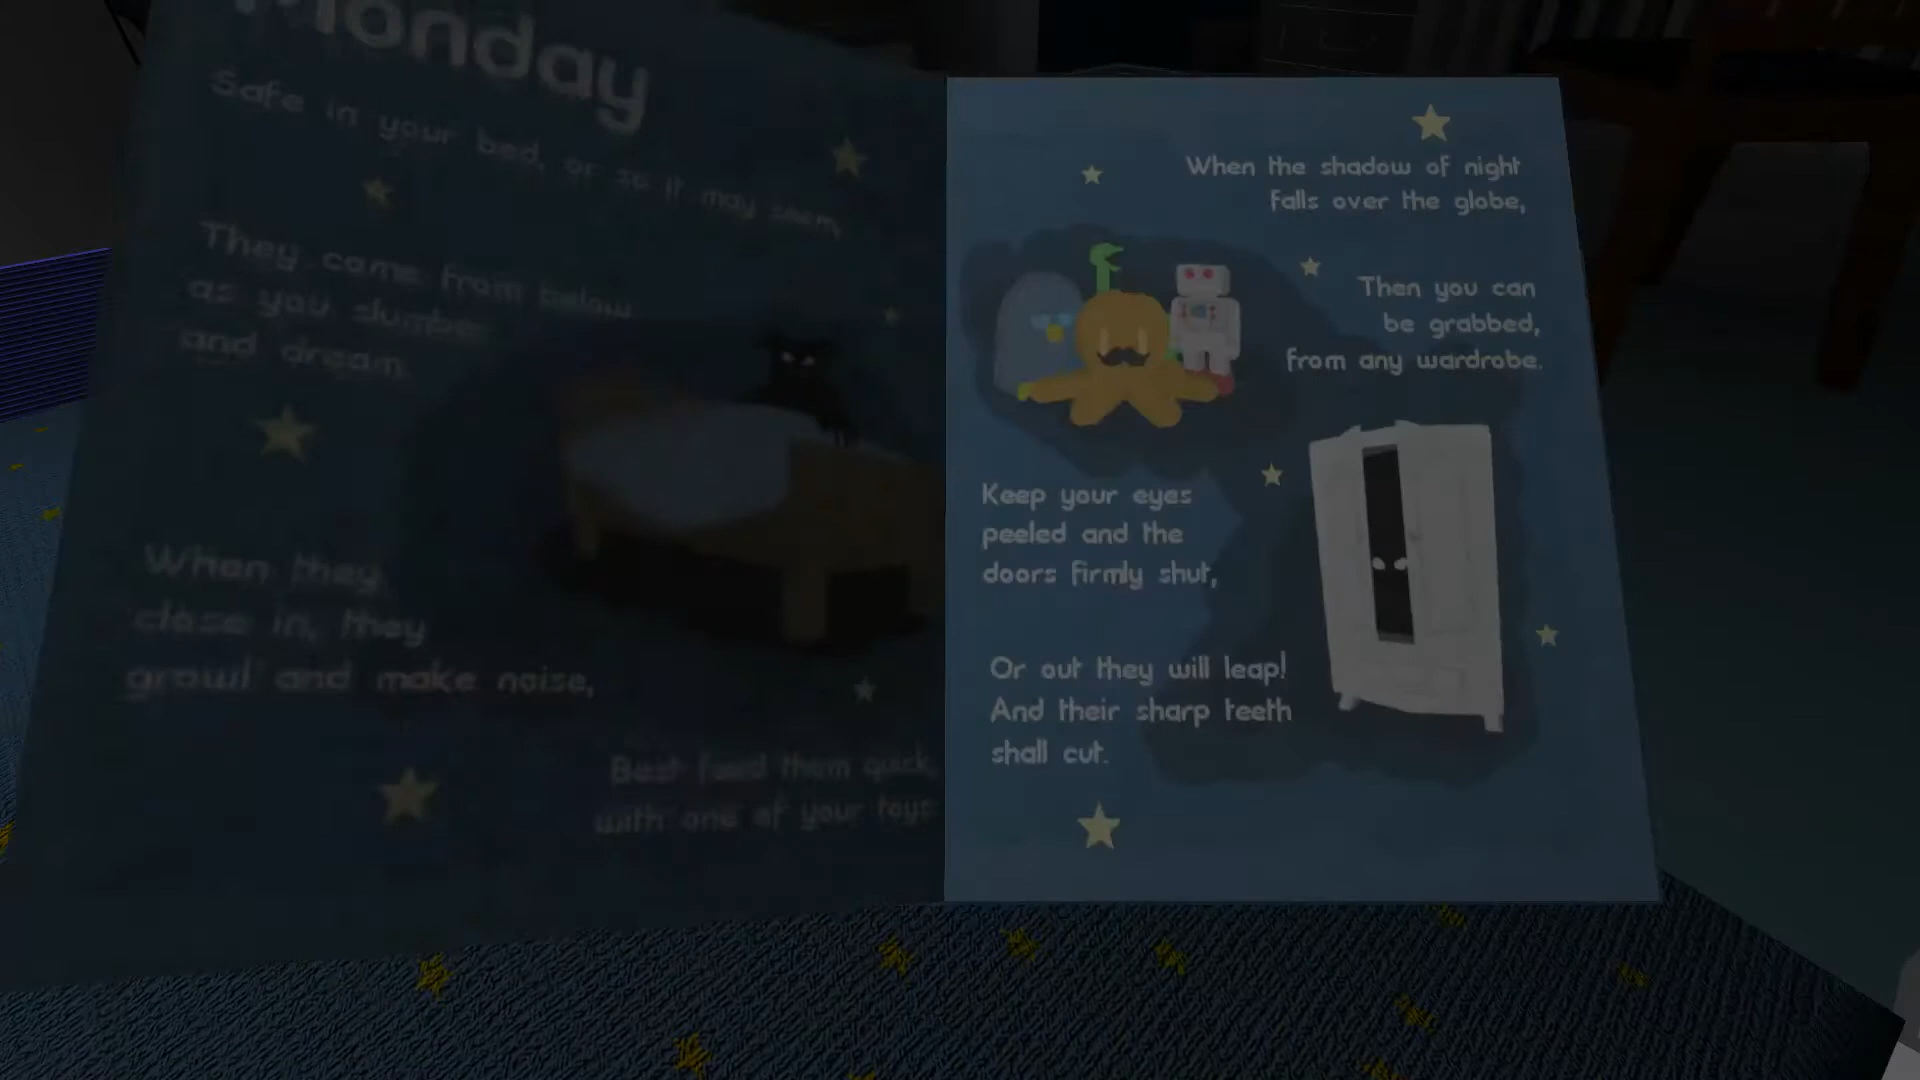 Monday
Safe in your bed, or so it may seem,
They come from below
as you slumber
and dream.
When they
close in, they
growl and make noise,
Best feed them quick,
with one of your toys
When the shadow of night
falls over the globe,
Then you can
be grabbed,
from any wardrobe.
Keep your eyes
peeled and the
doors firmly shut,
Or out they will leap!
And their sharp teeth
shall cut.